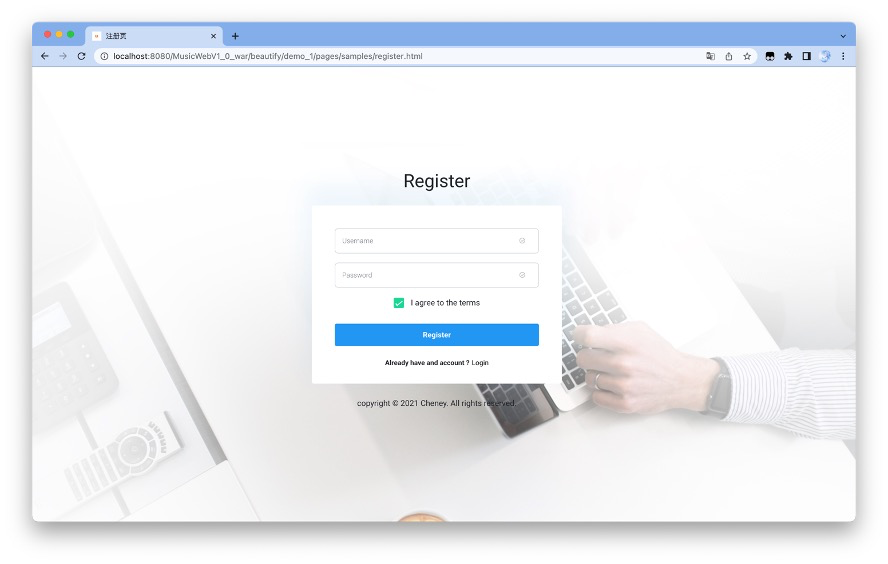 注册页
localhost:8080/MusicWebV1_0_war/beautify/demo_1/pages/samples/register.html
Register
Username
Password
I agree to the terms
Register
Already have and account ? Login
copyright © 2021 Cheney. All rights reserved.